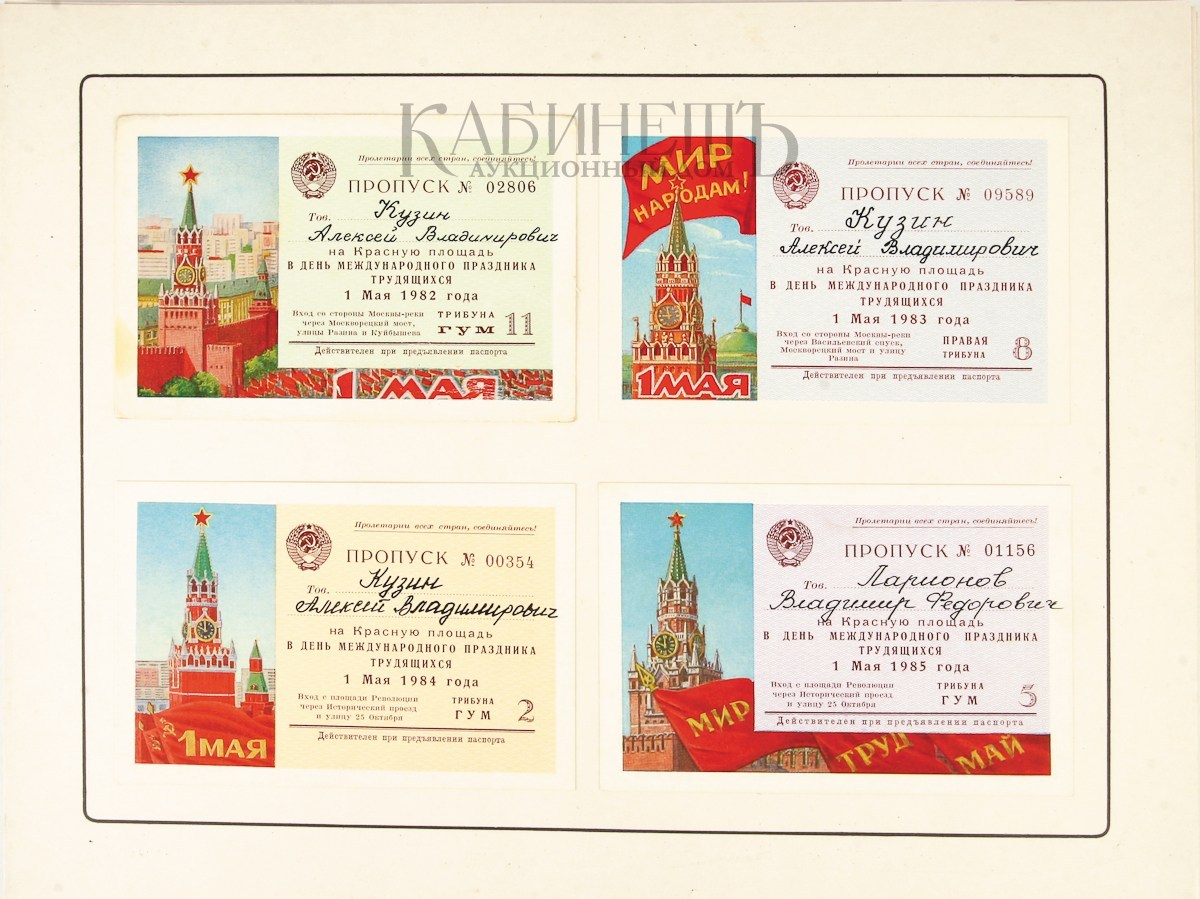 КАБИНЕТЪ
АУКЦИОННЫЙ ДОМ
Пролетарии всех стран, соединяйтесь!
ПРОПУСК № 02806
Тов. Кузин
Алексей Владимирович
на Красную площадь
В ДЕНЬ МЕЖДУНАРОДНОГО ПРАЗДНИКА
ТРУДЯЩИХСЯ
1 Мая 1982 года
Вход со стороны Москвы-реки
через Москворецкий мост,
улицы Разина и Куйбышева
ТРИБУНА
ГУМ 11
Действителен при предъявлении паспорта
1 МАЯ
МИР
НАРОДАМ!
1 МАЯ
Пролетарии всех стран, соединяйтесь!
ПРОПУСК № 09589
Тов. Кузин
Алексей Владимирович
на Красную площадь
В ДЕНЬ МЕЖДУНАРОДНОГО ПРАЗДНИКА
ТРУДЯЩИХСЯ
1 Мая 1983 года
Вход со стороны Москвы-реки
через Васильевский спуск,
Москворецкий мост и улицу
Разина
ПРАВАЯ
ТРИБУНА 8
Действителен при предъявлении паспорта
1 МАЯ
Пролетарии всех стран, соединяйтесь!
ПРОПУСК № 00354
Тов. Кузин
Алексей Владимирович
на Красную площадь
В ДЕНЬ МЕЖДУНАРОДНОГО ПРАЗДНИКА
ТРУДЯЩИХСЯ
1 Мая 1984 года
Вход с площади Революции
через Исторический проезд
и улицу 25 Октября
ТРИБУНА
ГУМ 2
Действителен при предъявлении паспорта
Пролетарии всех стран, соединяйтесь!
ПРОПУСК № 01156
Тов. Ларионов
Владимир Федорович
на Красную площадь
В ДЕНЬ МЕЖДУНАРОДНОГО ПРАЗДНИКА
ТРУДЯЩИХСЯ
1 Мая 1985 года
Вход с площади Революции
через Исторический проезд
и улицу 25 Октября
ТРИБУНА
ГУМ 5
Действителен при предъявлении паспорта
МИР
ТРУД
МАЙ